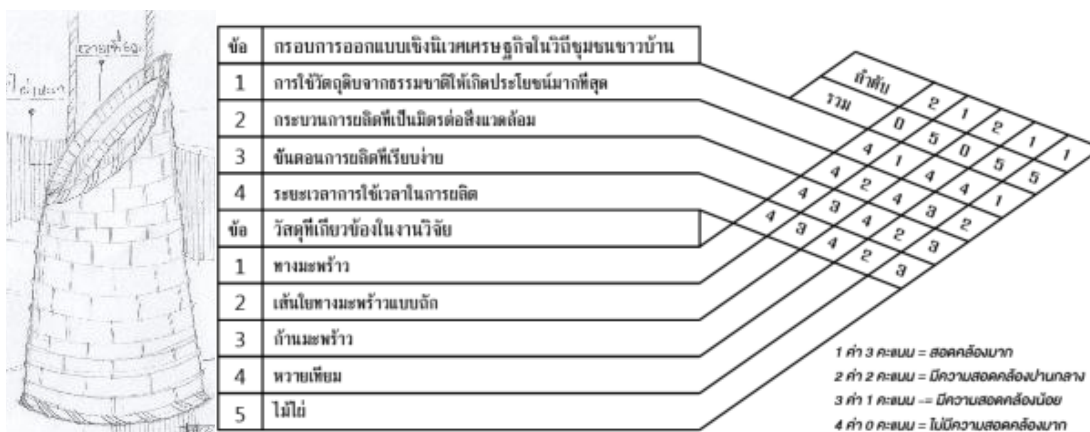 ข้อ กรอบการออกแบบเชิงนิเวศเศรษฐกิจในวิถีชุมชนชาวบ้าน
1 การใช้วัตถุดิบจากธรรมชาติให้เกิดประโยชน์มากที่สุด
2 กระบวนการผลิตที่เป็นมิตรต่อสิ่งแวดล้อม
3 ขั้นตอนการผลิตที่เรียบง่าย
4 ระยะเวลาการใช้เวลาในการผลิต
ข้อ วัสดุที่เกี่ยวข้องในงานวิจัย
1 ทางมะพร้าว
2 เส้นใยทางมะพร้าวแบบถัก
3 ก้านมะพร้าว
4 หวายเทียม
5 ไม้ไผ่
ลำดับ 2 1 2 1 1
รวม 0 5 0 5 5
4 1 4 4 1
4 2 4 3 2
4 3 4 2 3
4 3 4 2 3
1 ค่า 3 คะแนน = สอดคล้องมาก
2 ค่า 2 คะแนน = มีความสอดคล้องปานกลาง
3 ค่า 1 คะแนน -= มีความสอดคล้องน้อย
4 ค่า 0 คะแนน = ไม่มีความสอดคล้องมาก